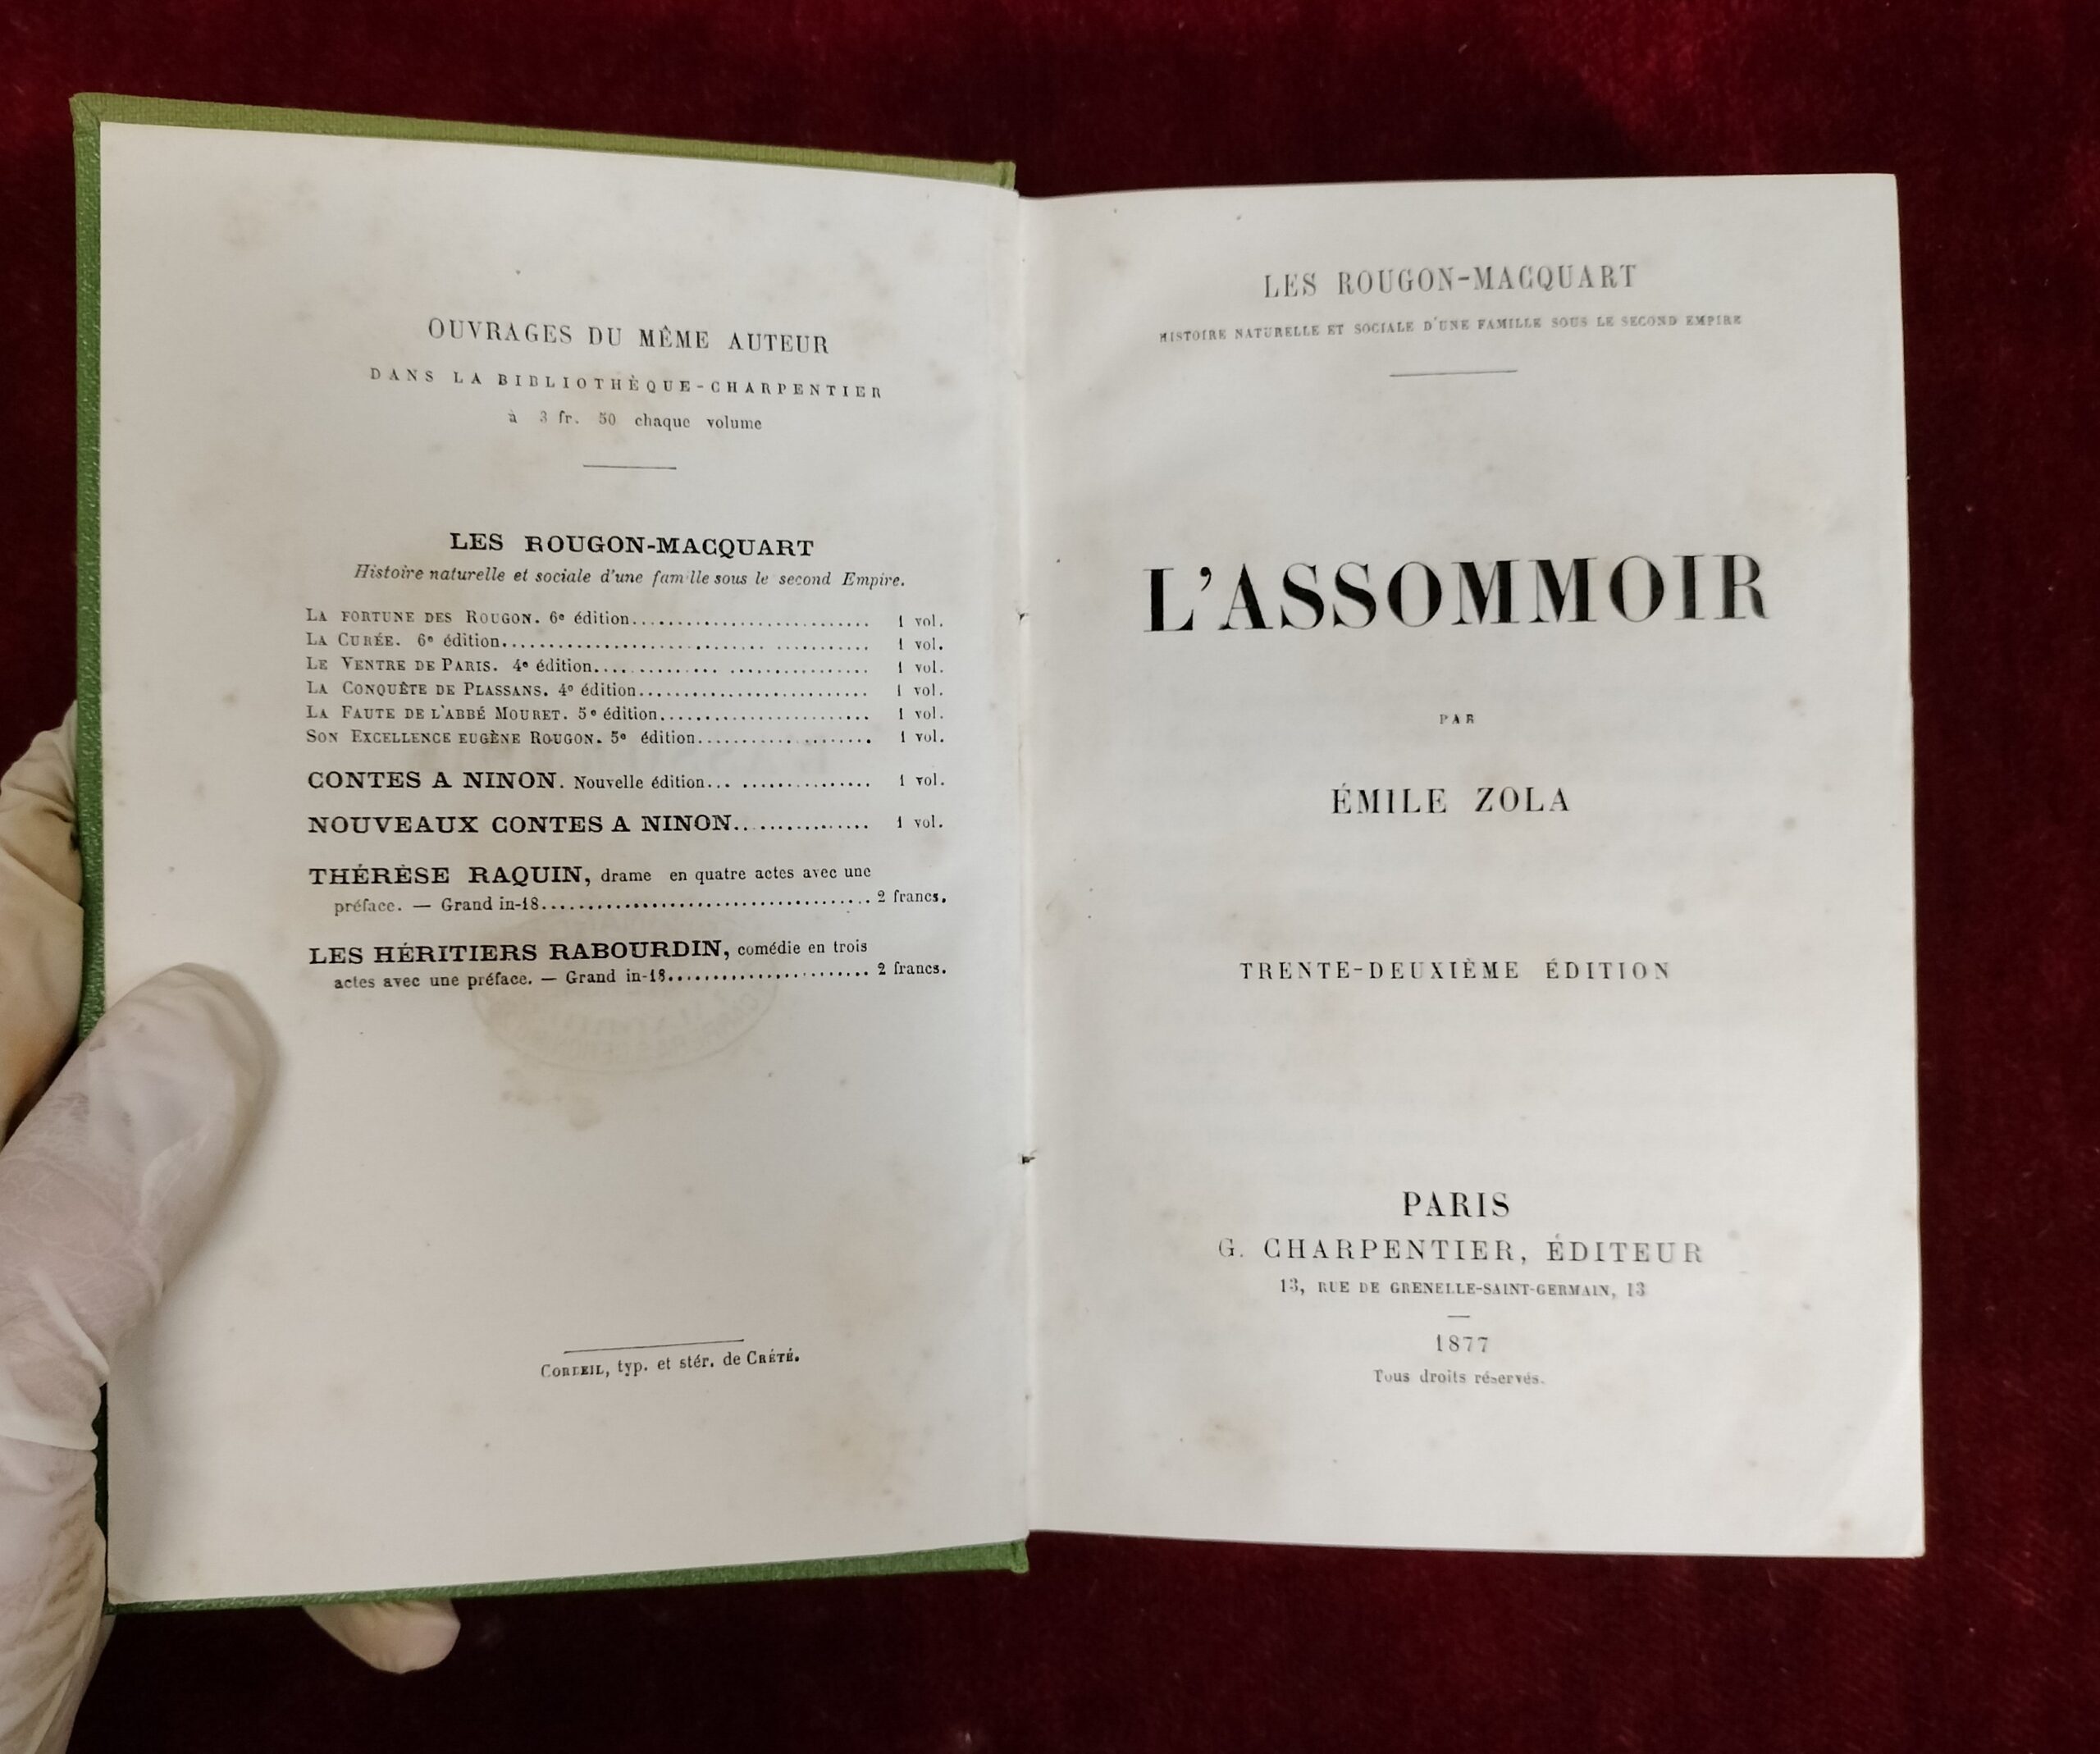 OUVRAGES DU MÊME AUTEUR
DANS LA BIBLIOTHÈQUE-CHARPENTIER
à 3 fr. 50 chaque volume
LES ROUGON-MACQUART
Histoire naturelle et sociale d'une fam lle sous le second Empire.
LA FORTUNE DES ROUGON. 6e édition........................... 1 vol.
LA CURÉE. 6e édition........................................ 1 vol.
LE VENTRE DE PARIS. 4e édition.............................. 1 vol.
LA CONQUÊTE DE PLASSANS. 4e édition......................... 1 vol.
LA FAUTE DE L'ABBÉ MOURET. 5e édition....................... 1 vol.
SON EXCELLENCE EUGÈNE ROUGON. 5e édition.................... 1 vol.
CONTES A NINON. Nouvelle édition... ............... 1 vol.
NOUVEAUX CONTES A NINON................ 1 vol.
THÉRÈSE RAQUIN, drame en quatre actes avec une
préface. — Grand in-18..................................... 2 francs.
LES HÉRITIERS RABOURDIN, comédie en trois
actes avec une préface. — Grand in-18........................ 2 francs.
CORBEIL, typ. et stér. de CRÉTÉ.
LES ROUGON-MACQUART
HISTOIRE NATURELLE ET SOCIALE D'UNE FAMILLE SOUS LE SECOND EMPIRE
L'ASSOMMOIR
PAR
ÉMILE ZOLA
TRENTE-DEUXIÈME ÉDITION
PARIS
G. CHARPENTIER, ÉDITEUR
13, RUE DE GRENELLE-SAINT-GERMAIN, 13
1877
Tous droits réservés.